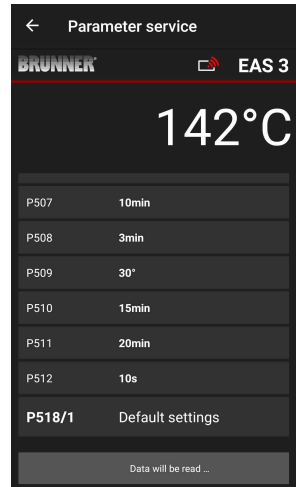 Parameter service
BRUNNER EAS 3
142°C
P507 10min
P508 3min
P509 30°
P510 15min
P511 20min
P512 10s
P518/1 Default settings
Data will be read ...